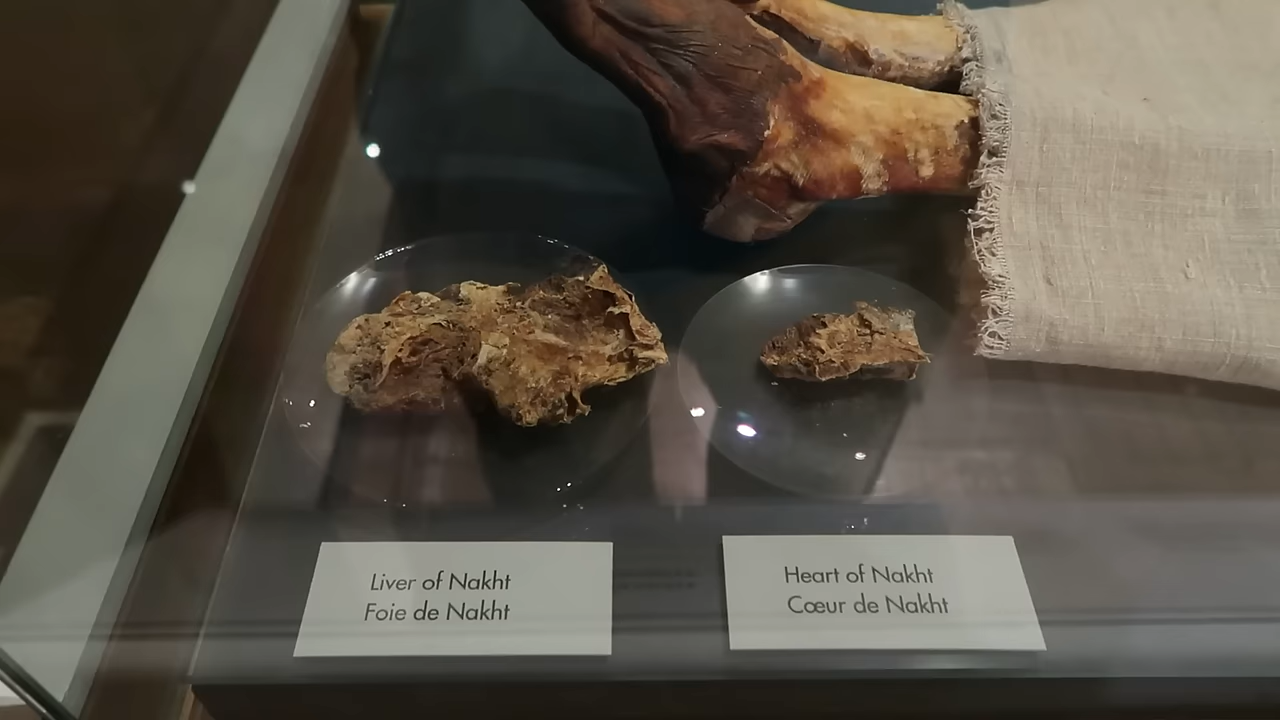 Liver of Nakht
Foie de Nakht
Heart of Nakht
Cœur de Nakht